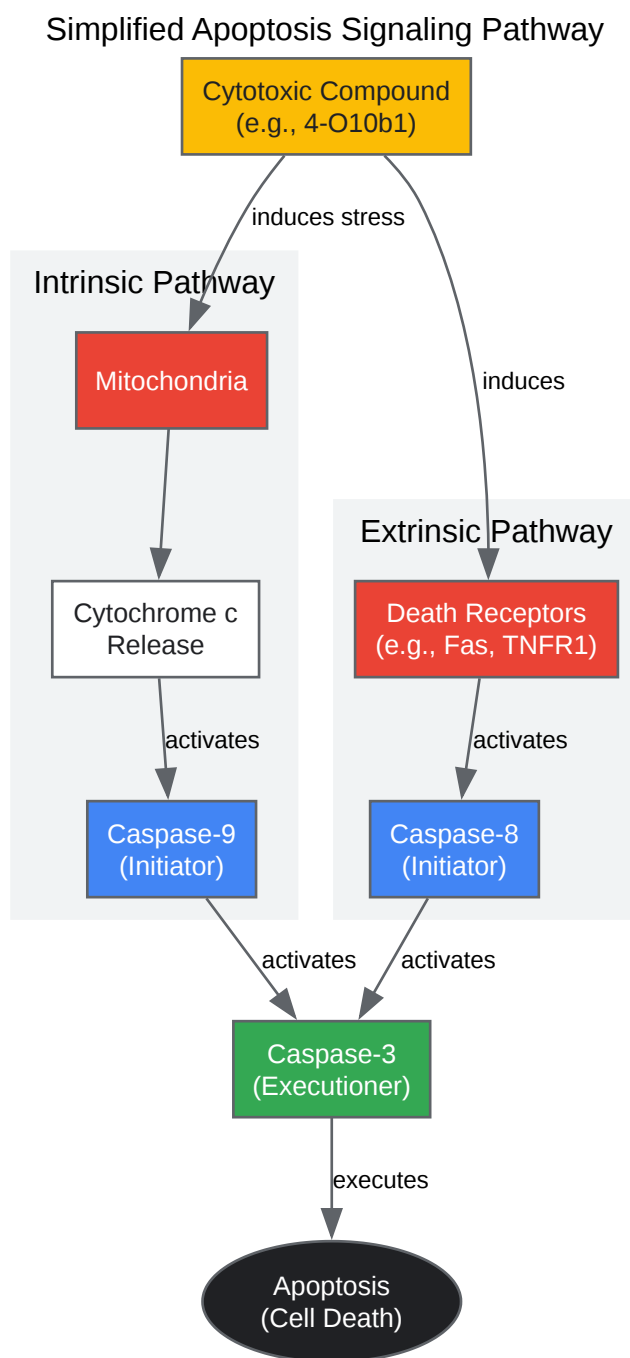 Simplified Apoptosis Signaling Pathway
Cytotoxic Compound
(e.g., 4-O10b1)
induces stress
Intrinsic Pathway
Mitochondria
induces
Extrinsic Pathway
Cytochrome c
Release
Death Receptors
(e.g., Fas, TNFR1)
activates
activates
Caspase-9
(Initiator)
Caspase-8
(Initiator)
activates
activates
Caspase-3
(Executioner)
executes
Apoptosis
(Cell Death)